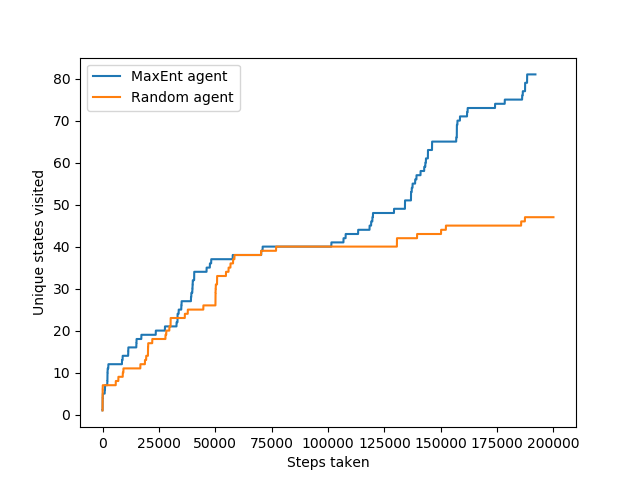 MaxEnt agent
Random agent
80
70
60
50
40
30
20
10
0
Unique states visited
0 25000 50000 75000 100000 125000 150000 175000 200000
Steps taken